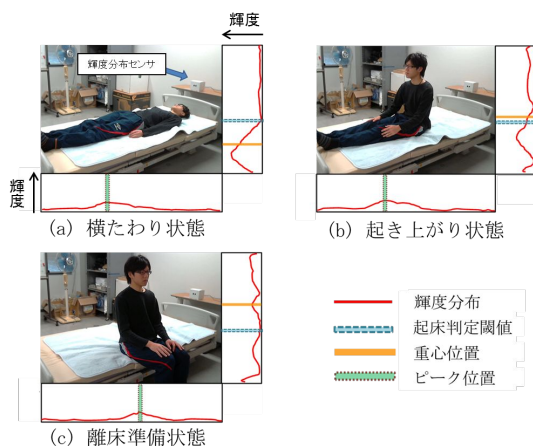 輝度
輝度分布センサ
輝度
(a) 横たわり状態
(b) 起き上がり状態
輝度分布
起床判定閾値
重心位置
ピーク位置
(c) 離床準備状態